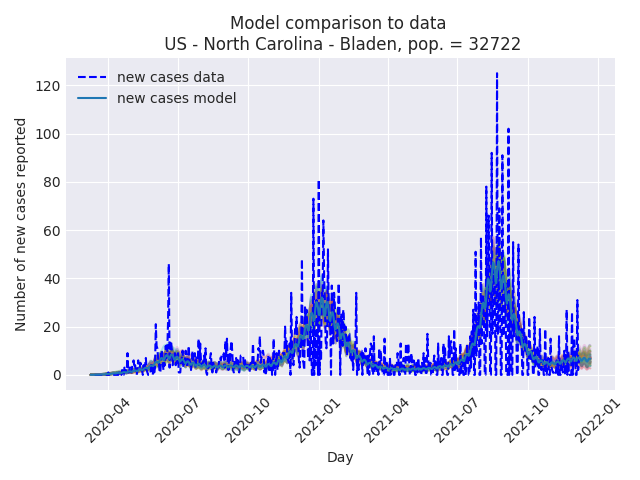 Model comparison to data
US - North Carolina - Bladen, pop. = 32722
new cases data
new cases model
Number of new cases reported
120
100
80
60
40
20
0
2020-04
2020-07
2020-10
2021-01
2021-04
2021-07
2021-10
2022-01
Day